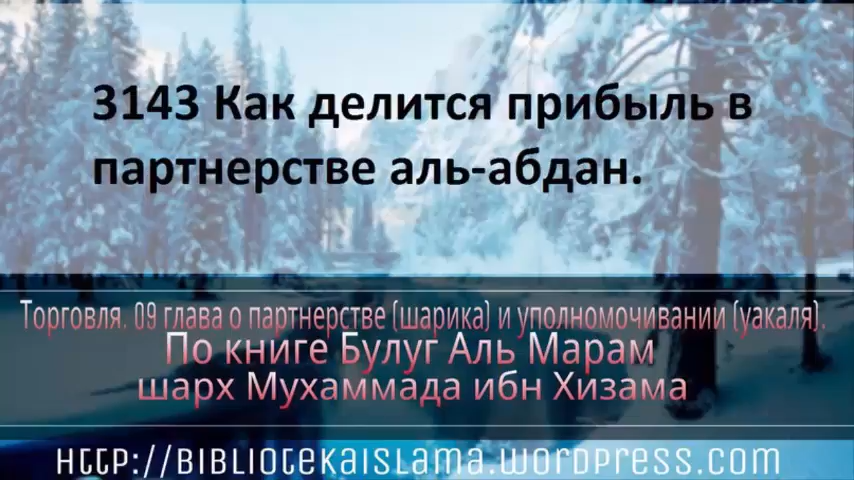 3143 Как делится прибыль в
партнерстве аль-абдан.
Торговля. 09 глава о партнерстве (шарика) и уполномочивании (уакаля).
По книге Булуг Аль Марам
шарх Мухаммада ибн Хизама
http://bibliotekaislama.wordpress.com